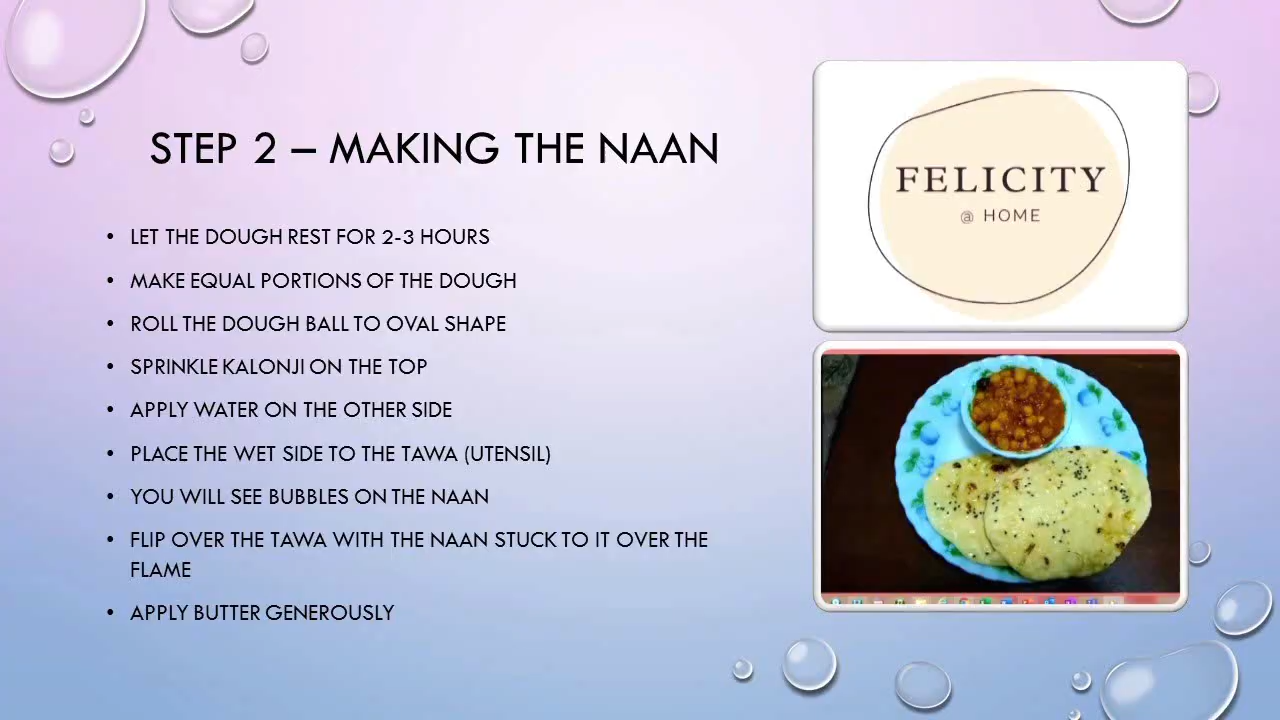 STEP 2 – MAKING THE NAAN
• LET THE DOUGH REST FOR 2-3 HOURS
• MAKE EQUAL PORTIONS OF THE DOUGH
• ROLL THE DOUGH BALL TO OVAL SHAPE
• SPRINKLE KALONJI ON THE TOP
• APPLY WATER ON THE OTHER SIDE
• PLACE THE WET SIDE TO THE TAWA (UTENSIL)
• YOU WILL SEE BUBBLES ON THE NAAN
• FLIP OVER THE TAWA WITH THE NAAN STUCK TO IT OVER THE
FLAME
• APPLY BUTTER GENEROUSLY
FELICITY
@ HOME